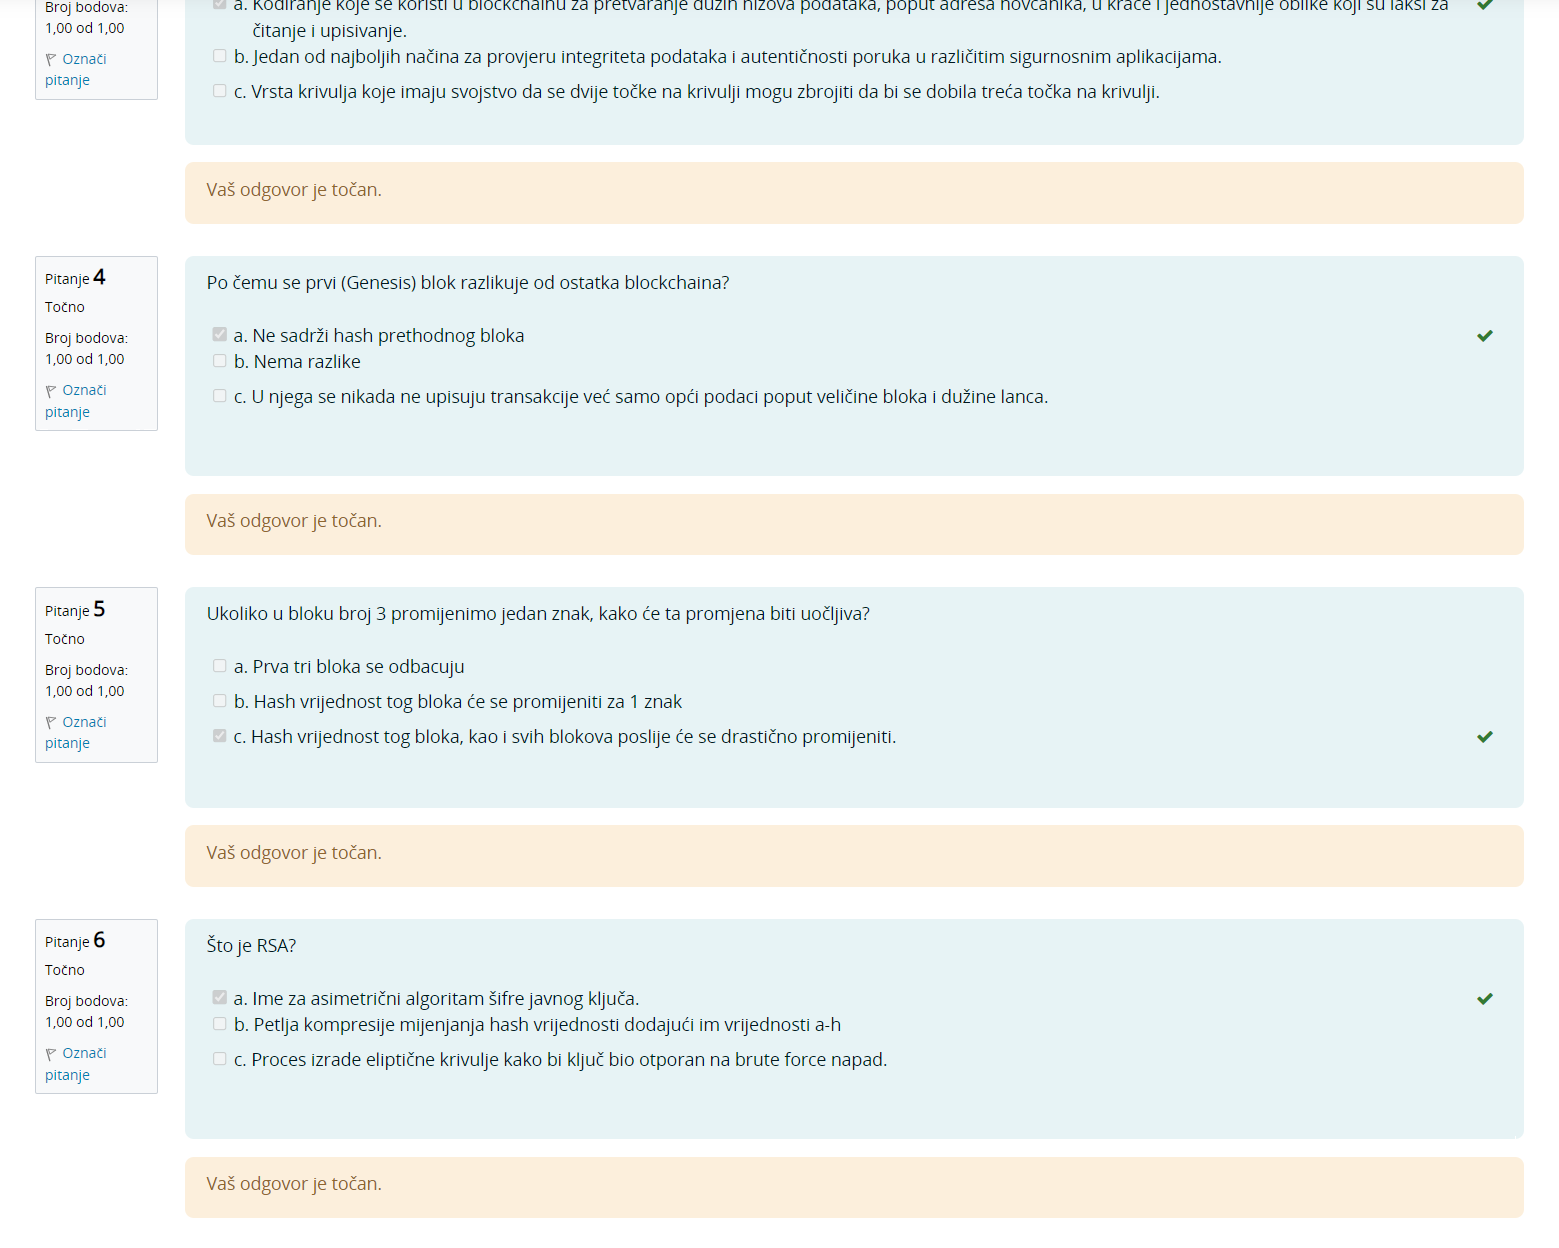 Broj bodova:
1,00 od 1,00
Označi
pitanje
a. Kodiranje koje se koristi u blockchainu za pretvaranje dužih nizova podataka, poput adresa novčanika, u kraće i jednostavnije oblike koji su lakši za
čitanje i upisivanje.
b. Jedan od najboljih načina za provjeru integriteta podataka i autentičnosti poruka u različitim sigurnosnim aplikacijama.
c. Vrsta krivulja koje imaju svojstvo da se dvije točke na krivulji mogu zbrojiti da bi se dobila treća točka na krivulji.
Vaš odgovor je točan.
Pitanje 4
Točno
Broj bodova:
1,00 od 1,00
Označi
pitanje
Po čemu se prvi (Genesis) blok razlikuje od ostatka blockchaina?
a. Ne sadrži hash prethodnog bloka
b. Nema razlike
c. U njega se nikada ne upisuju transakcije već samo opći podaci poput veličine bloka i dužine lanca.
Vaš odgovor je točan.
Pitanje 5
Točno
Broj bodova:
1,00 od 1,00
Označi
pitanje
Ukoliko u bloku broj 3 promijenimo jedan znak, kako će ta promjena biti uočljiva?
a. Prva tri bloka se odbacuju
b. Hash vrijednost tog bloka će se promijeniti za 1 znak
c. Hash vrijednost tog bloka, kao i svih blokova poslije će se drastično promijeniti.
Vaš odgovor je točan.
Pitanje 6
Točno
Broj bodova:
1,00 od 1,00
Označi
pitanje
Što je RSA?
a. Ime za asimetrični algoritam šifre javnog ključa.
b. Petlja kompresije mijenjanja hash vrijednosti dodajući im vrijednosti a-h
c. Proces izrade eliptične krivulje kako bi ključ bio otporan na brute force napad.
Vaš odgovor je točan.